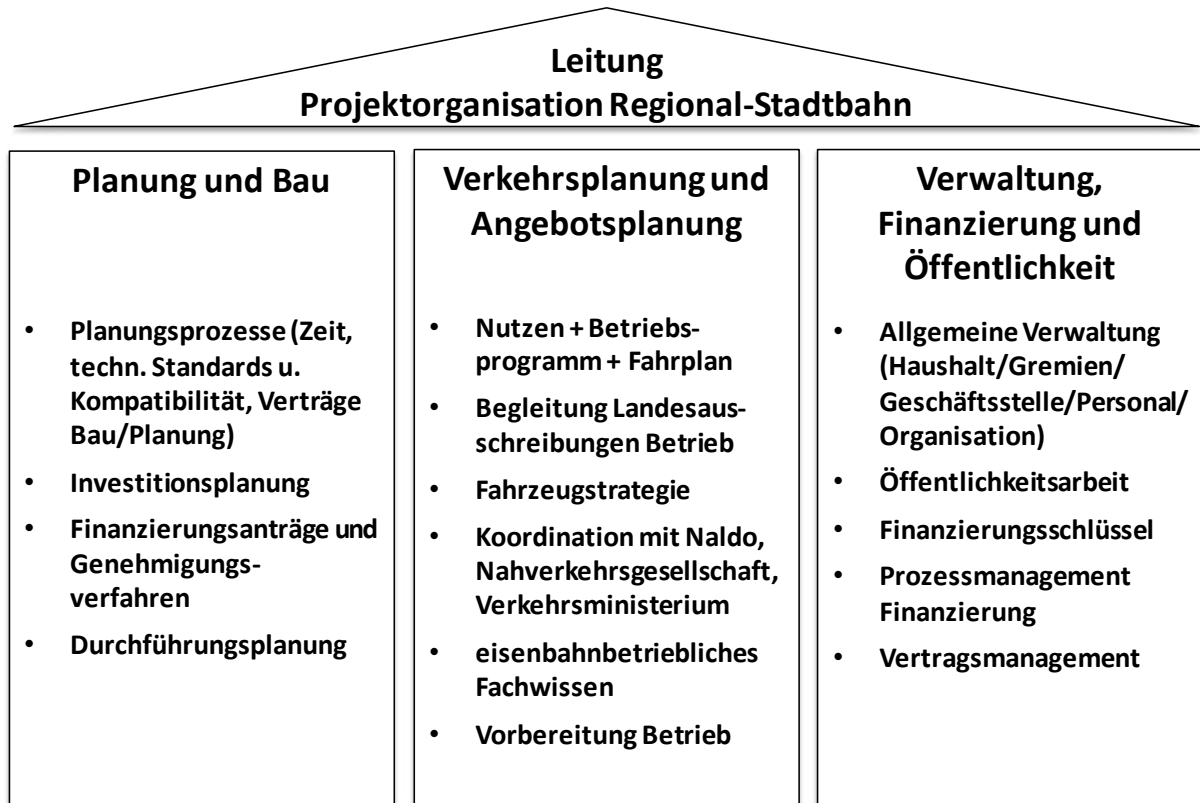 Leitung
Projektorganisation Regional-Stadtbahn
Planung und Bau
• Planungsprozesse (Zeit,
techn. Standards u.
Kompatibilität, Verträge
Bau/Planung)
• Investitionsplanung
• Finanzierungsanträge und
Genehmigungs-
verfahren
• Durchführungsplanung
Verkehrsplanung und
Angebotsplanung
• Nutzen + Betriebs-
programm + Fahrplan
• Begleitung Landesaus-
schreibungen Betrieb
• Fahrzeugstrategie
• Koordination mit Naldo,
Nahverkehrsgesellschaft,
Verkehrsministerium
• eisenbahnbetriebliches
Fachwissen
• Vorbereitung Betrieb
Verwaltung,
Finanzierung und
Öffentlichkeit
• Allgemeine Verwaltung
(Haushalt/Gremien/
Geschäftsstelle/Personal/
Organisation)
• Öffentlichkeitsarbeit
• Finanzierungsschlüssel
• Prozessmanagement
Finanzierung
• Vertragsmanagement